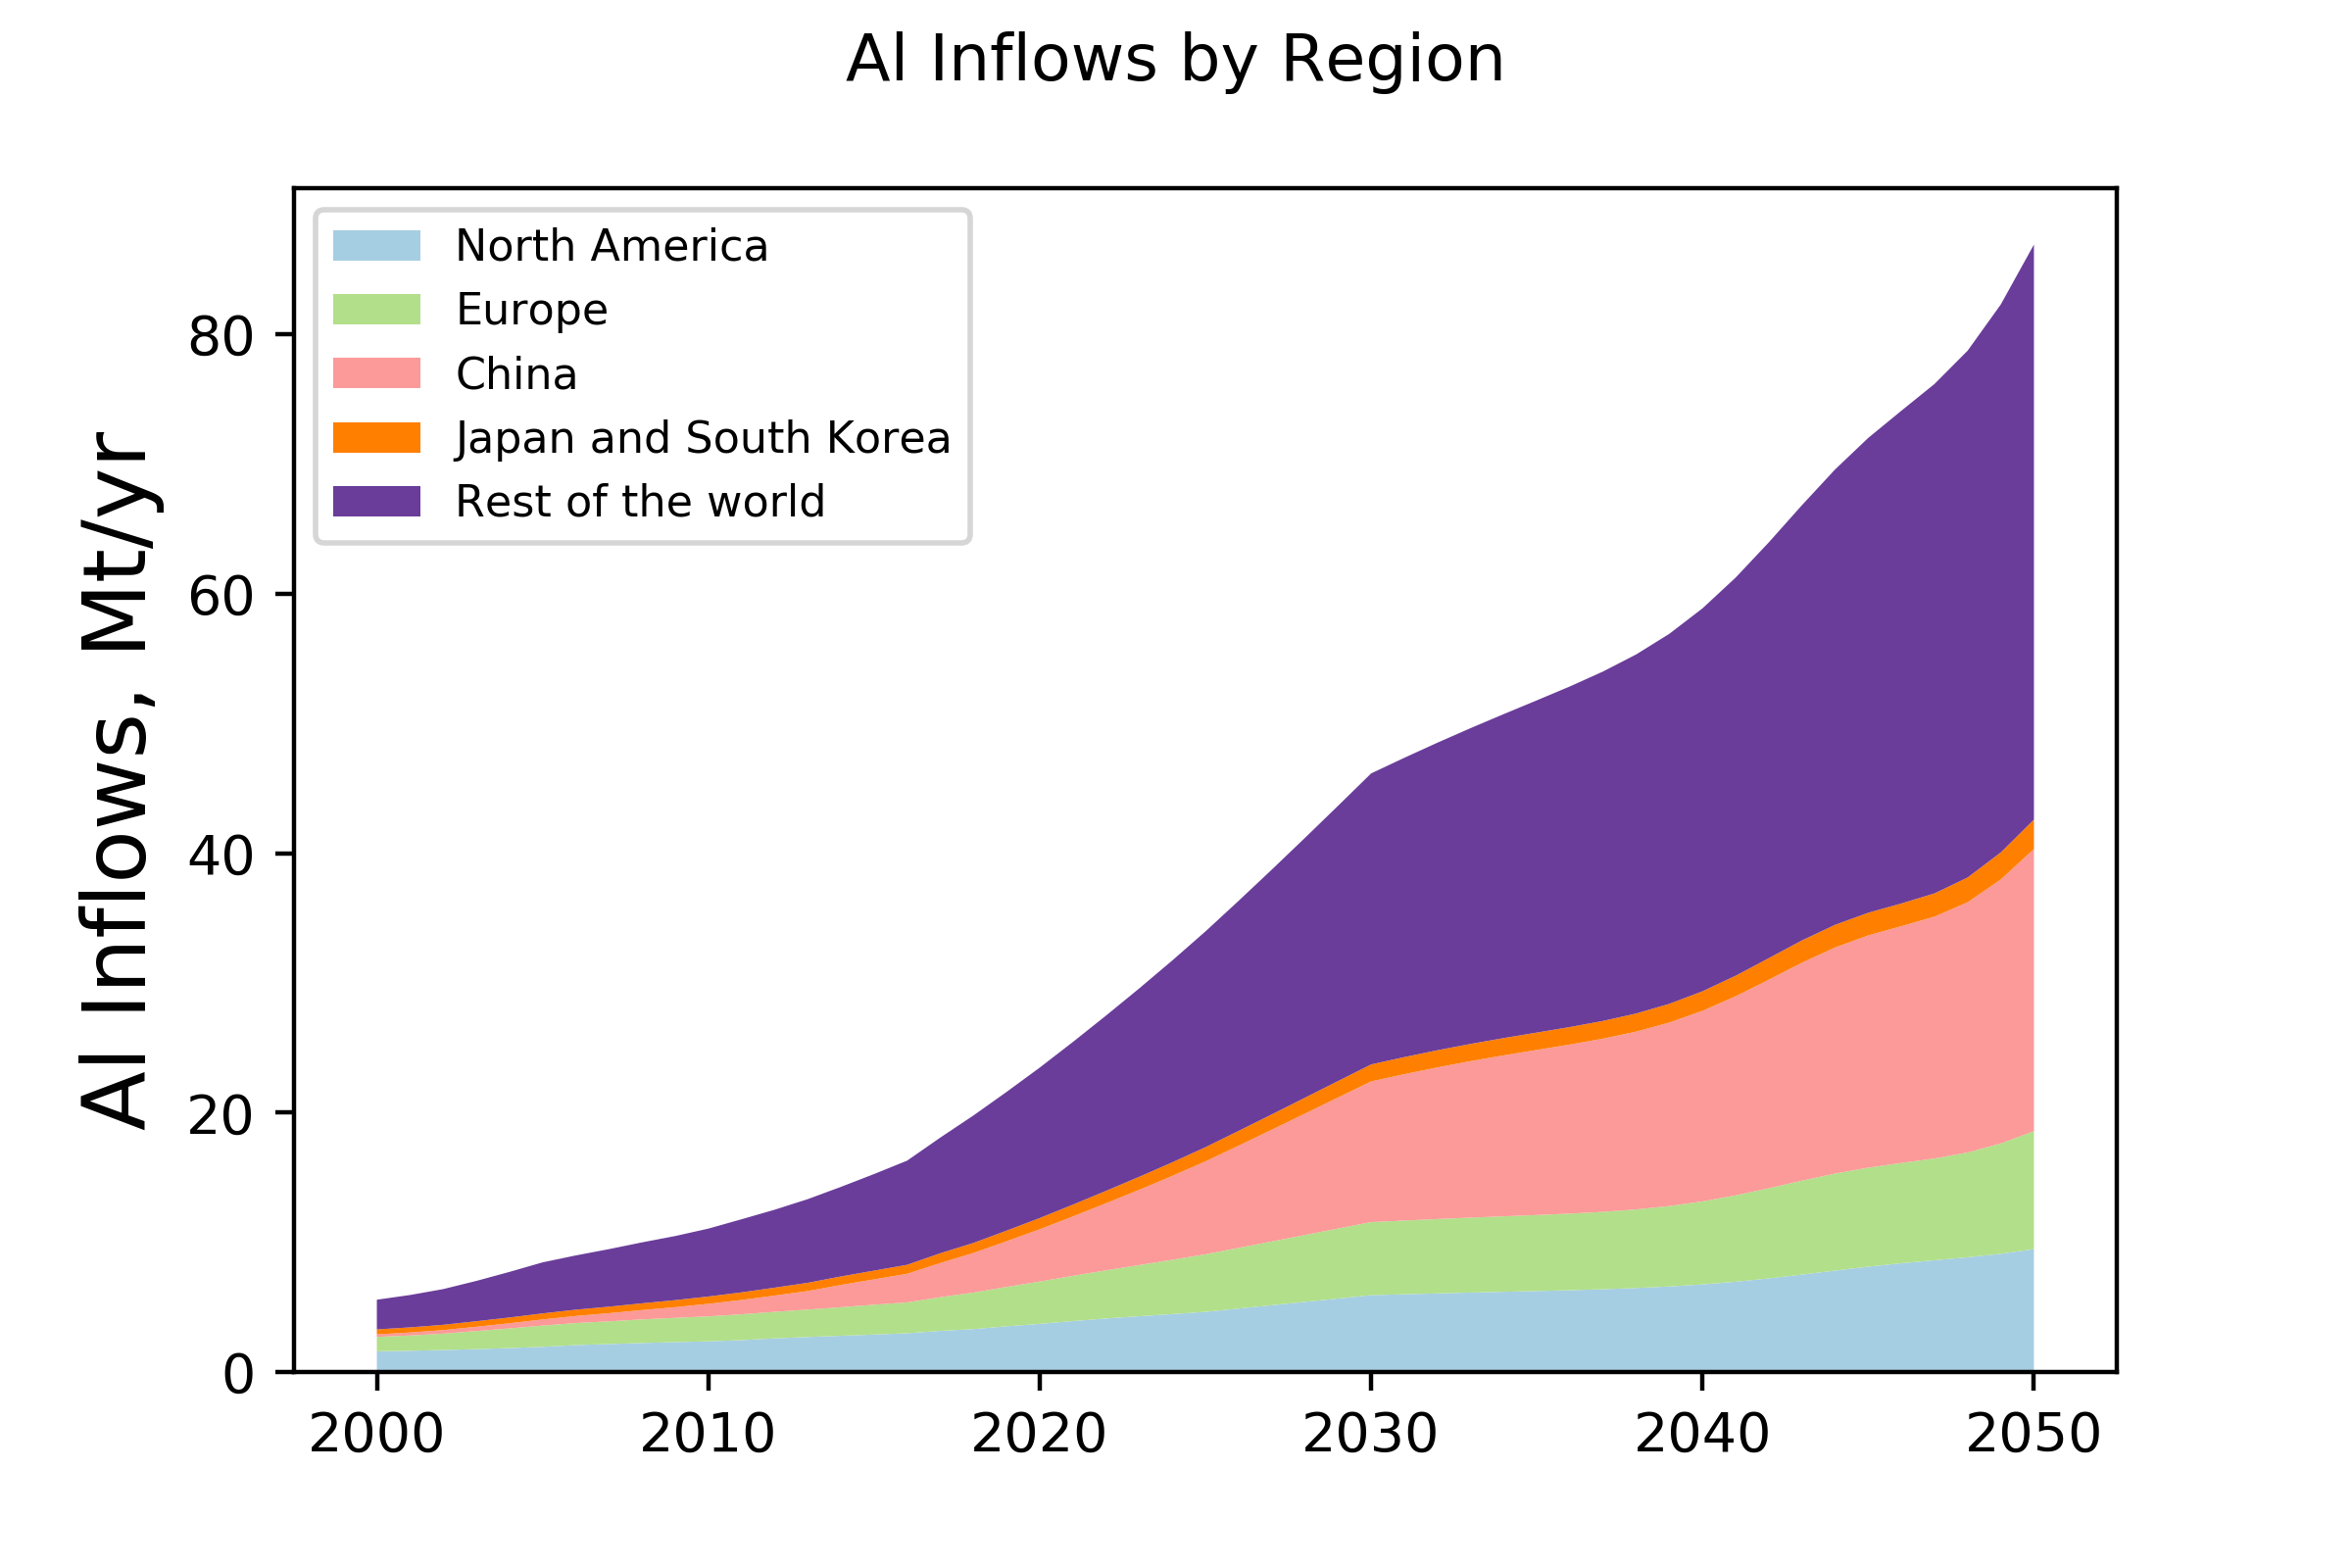 Al Inflows by Region
Al Inflows, Mt/yr
North America
Europe
China
Japan and South Korea
Rest of the world
80
60
40
20
0
2000 2010 2020 2030 2040 2050